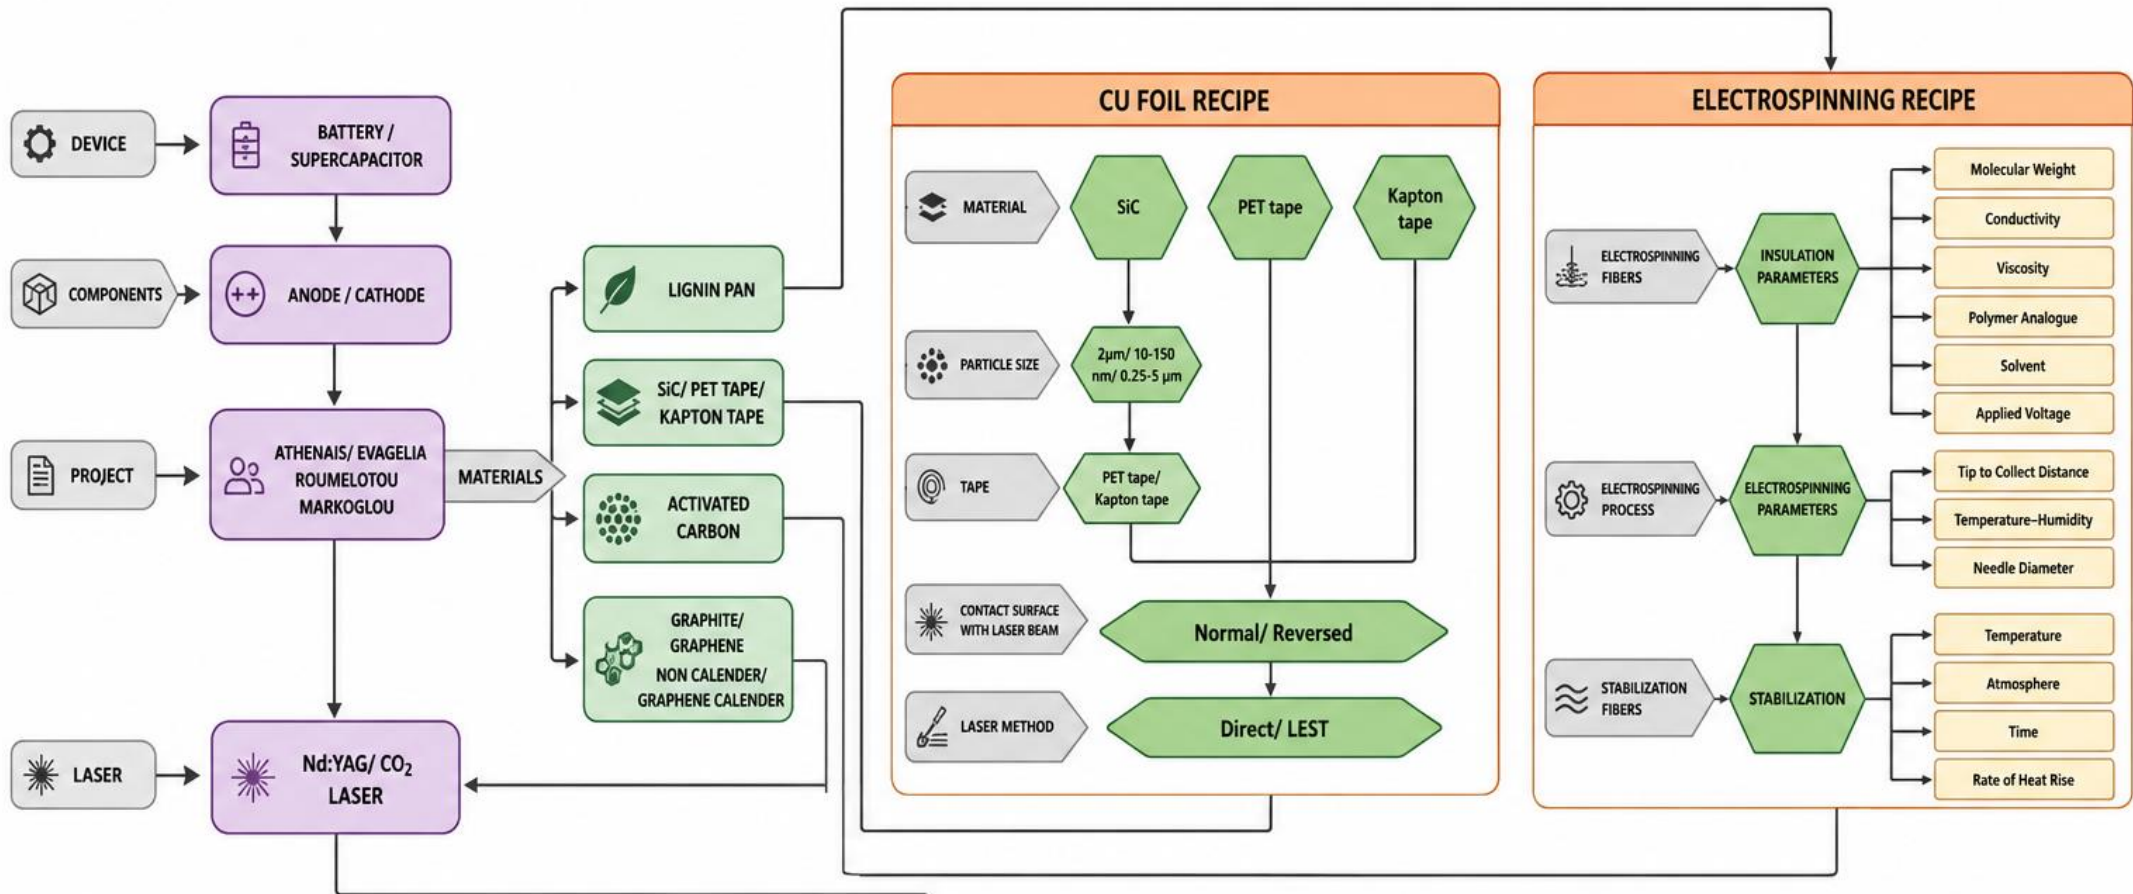 DEVICE
BATTERY /
SUPERCAPACITOR
COMPONENTS
ANODE / CATHODE
PROJECT
ATHENAIS/ EVAGELIA
ROUMELOTOU
MARKOGLOU
MATERIALS
LASER
Nd:YAG/ CO₂
LASER
LIGNIN PAN
SiC/ PET TAPE/
KAPTON TAPE
ACTIVATED
CARBON
GRAPHITE/
GRAPHENE
NON CALENDER/
GRAPHENE CALENDER
CU FOIL RECIPE
MATERIAL
SiC
PET tape
Kapton
tape
PARTICLE SIZE
2μm/ 10-150
nm/ 0.25-5 μm
TAPE
PET tape/
Kapton tape
CONTACT SURFACE
WITH LASER BEAM
Normal/ Reversed
LASER METHOD
Direct/ LEST
ELECTROSPINNING RECIPE
ELECTROSPINNING
FIBERS
INSULATION
PARAMETERS
Molecular Weight
Conductivity
Viscosity
Polymer Analogue
Solvent
Applied Voltage
ELECTROSPINNING
PROCESS
ELECTROSPINNING
PARAMETERS
Tip to Collect Distance
Temperature–Humidity
Needle Diameter
STABILIZATION
FIBERS
STABILIZATION
Temperature
Atmosphere
Time
Rate of Heat Rise